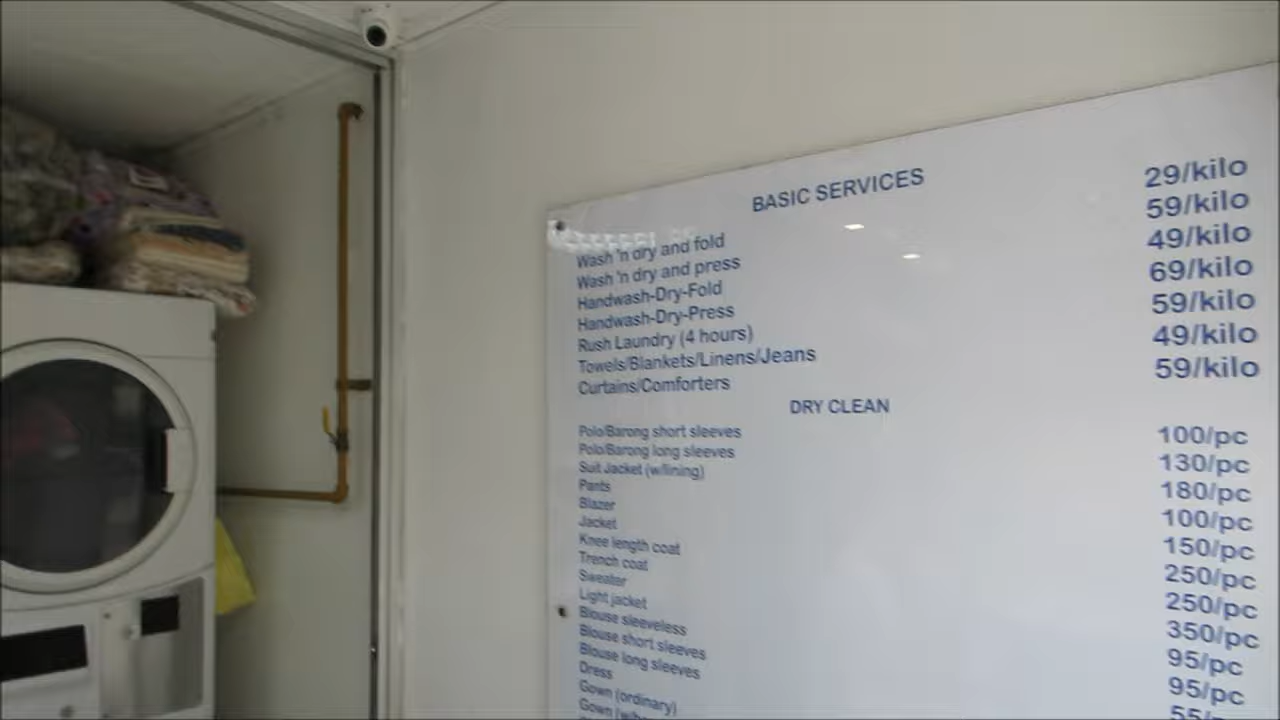 BASIC SERVICES
Wash 'n dry and fold 29/kilo
Wash 'n dry and press 59/kilo
Handwash-Dry-Fold 49/kilo
Handwash-Dry-Press 69/kilo
Rush Laundry (4 hours) 59/kilo
Towels/Blankets/Linens/Jeans 49/kilo
Curtains/Comforters 59/kilo
DRY CLEAN
Polo/Barong short sleeves 100/pc
Polo/Barong long sleeves 130/pc
Suit Jacket (w/lining) 180/pc
Pants 100/pc
Blazer 150/pc
Jacket 250/pc
Knee length coat 250/pc
Trench coat 350/pc
Sweater 95/pc
Light jacket 95/pc
Blouse sleeveless
Blouse short sleeves
Blouse long sleeves
Dress
Gown (ordinary)
Gown